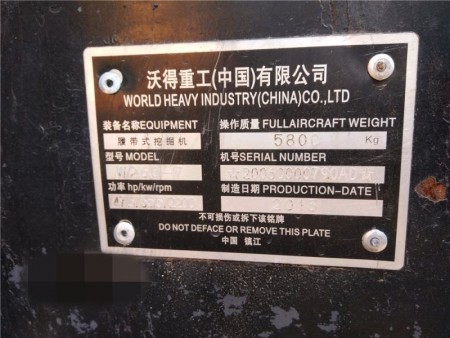 沃得重工(中国)有限公司
WORLD HEAVY INDUSTRY(CHINA)CO.,LTD
装备名称EQUIPMENT
操作质量 FULLAIRCRAFT WEIGHT
履带式挖掘机
5800 Kg
型号 MODEL
机号SERIAL NUMBER
功率 hp/kw/rpm
制造日期 PRODUCTION-DATE
不可损伤或拆下该铭牌
DO NOT DEFACE OR REMOVE THIS PLATE
中国 镇江